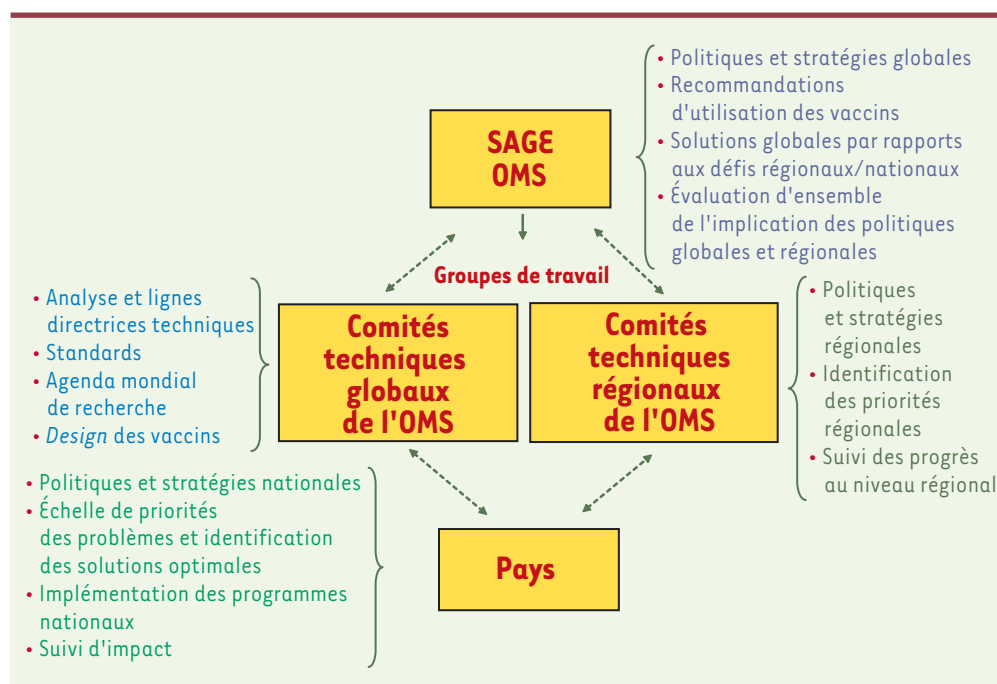 SAGE
OMS
• Politiques et stratégies globales
• Recommandations
d'utilisation des vaccins
• Solutions globales par rapports
aux défis régionaux/nationaux
• Évaluation d'ensemble
de l'implication des politiques
globales et régionales
Groupes de travail
• Analyse et lignes
directrices techniques
• Standards
• Agenda mondial
de recherche
• Design des vaccins
Comités
techniques
globaux
de l'OMS
Comités
techniques
régionaux
de l'OMS
• Politiques
et stratégies
régionales
• Identification
des priorités
régionales
• Suivi des progrès
au niveau régional
• Politiques et stratégies nationales
• Échelle de priorités
des problèmes et identification
des solutions optimales
• Implémentation des programmes
nationaux
• Suivi d'impact
Pays